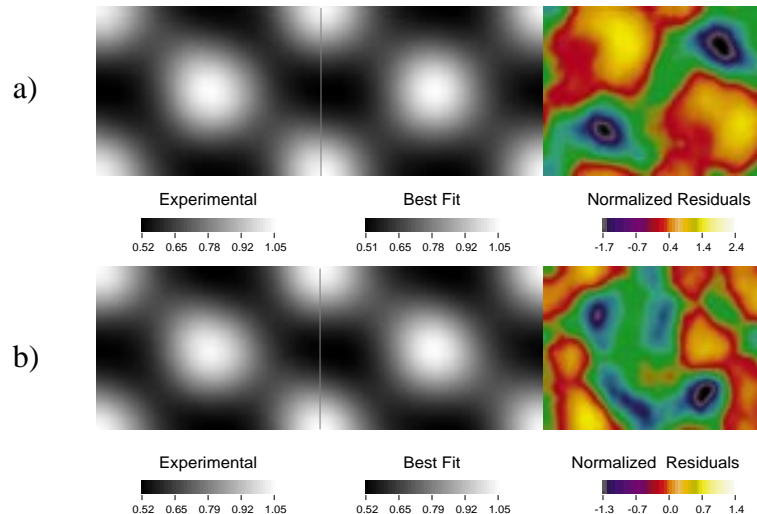 a)
Experimental Best Fit Normalized Residuals
0.52 0.65 0.78 0.92 1.05 0.51 0.65 0.78 0.92 1.05 -1.7 -0.7 0.4 1.4 2.4
b)
Experimental Best Fit Normalized Residuals
0.52 0.65 0.78 0.92 1.05 0.52 0.65 0.78 0.92 1.04 -1.3 -0.7 0.0 0.7 1.4